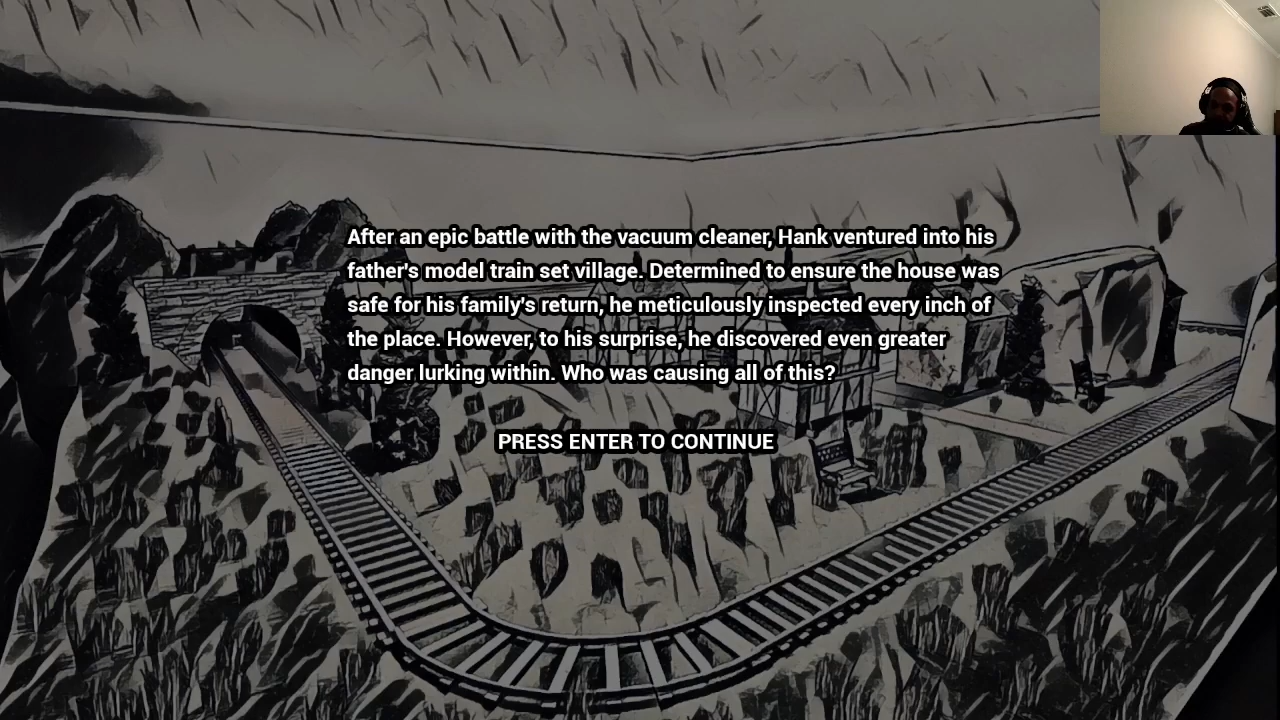 After an epic battle with the vacuum cleaner, Hank ventured into his
father's model train set village. Determined to ensure the house was
safe for his family's return, he meticulously inspected every inch of
the place. However, to his surprise, he discovered even greater
danger lurking within. Who was causing all of this?
PRESS ENTER TO CONTINUE